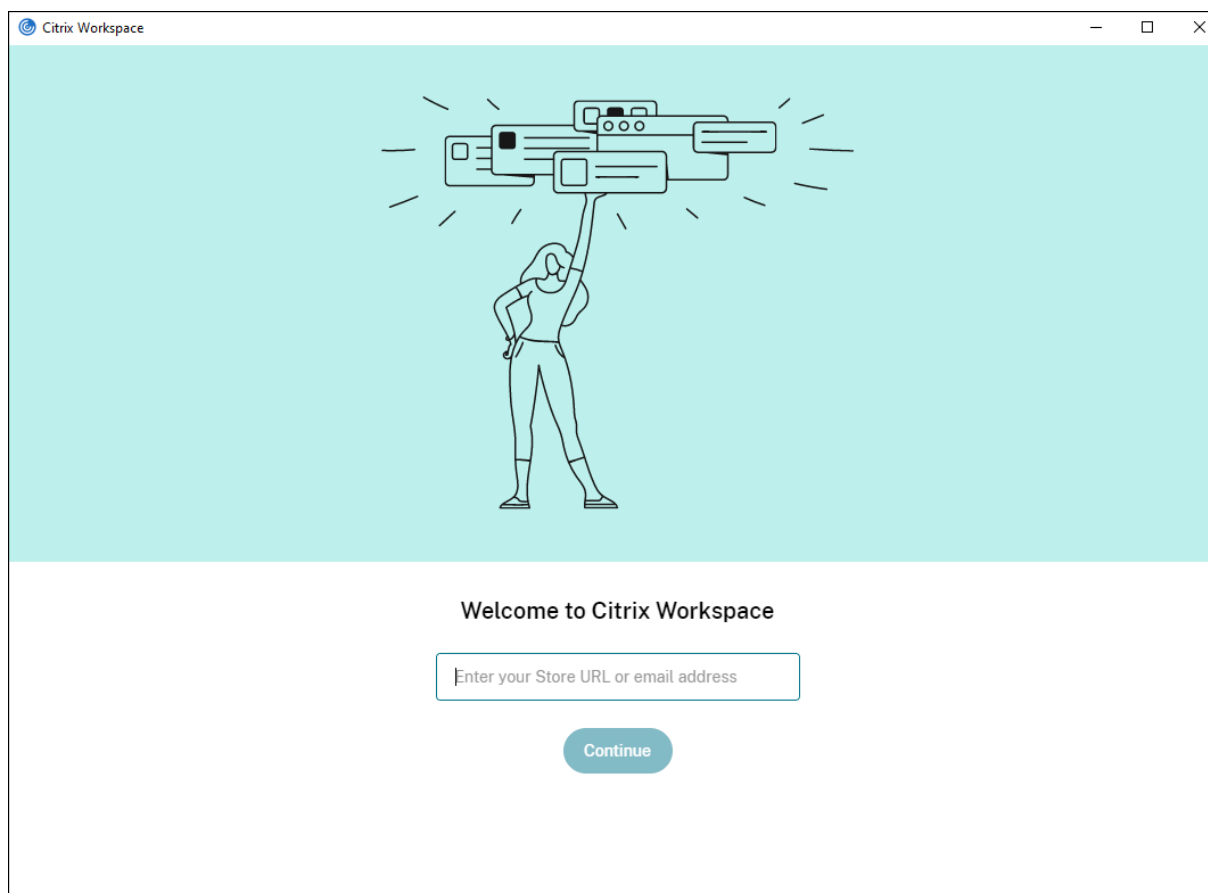 Citrix Workspace
Welcome to Citrix Workspace
Enter your Store URL or email address
Continue